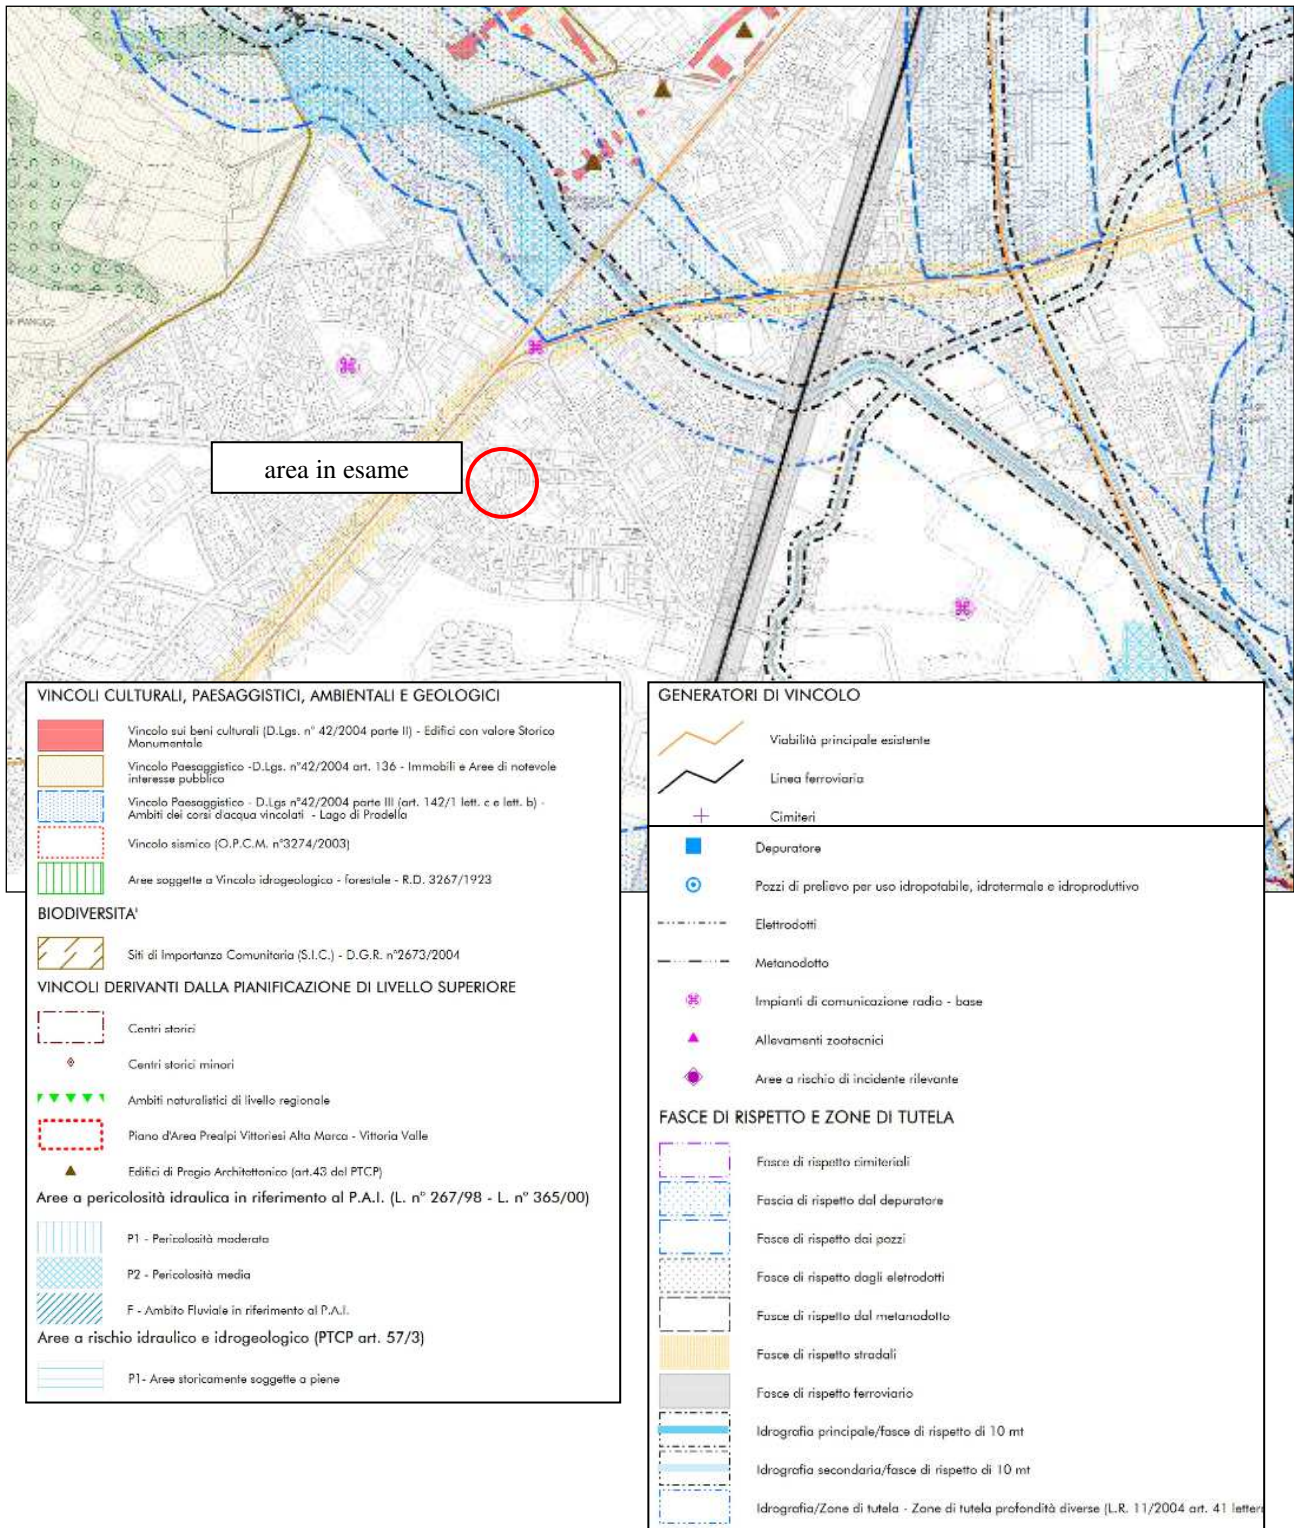 area in esame
VINCOLI CULTURALI, PAESAGGISTICI, AMBIENTALI E GEOLOGICI
Vincolo sui beni culturali (D.Lgs. n° 42/2004 parte II) - Edifici con valore Storico
Monumentale
Vincolo Paesaggistico -D.Lgs. n°42/2004 art. 136 - Immobili e Aree di notevole
interesse pubblico
Vincolo Paesaggistico - D.Lgs n°42/2004 parte III (art. 142/1 lett. c e lett. b) -
Ambiti dei corsi d'acqua vincolati - Lago di Pradella
Vincolo sismico (O.P.C.M. n°3274/2003)
Aree soggette a Vincolo idrogeologico - forestale - R.D. 3267/1923
BIODIVERSITA'
Siti di Importanza Comunitaria (S.I.C.) - D.G.R. n°2673/2004
VINCOLI DERIVANTI DALLA PIANIFICAZIONE DI LIVELLO SUPERIORE
Centri storici
Centri storici minori
Ambiti naturalistici di livello regionale
Piano d'Area Prealpi Vittoriesi Alta Marca - Vittoria Valle
Edifici di Pregio Architettonico (art.43 del PTCP)
Aree a pericolosità idraulica in riferimento al P.A.I. (L. n° 267/98 - L. n° 365/00)
P1 - Pericolosità moderata
P2 - Pericolosità media
F - Ambito Fluviale in riferimento al P.A.I.
Aree a rischio idraulico e idrogeologico (PTCP art. 57/3)
P1- Aree storicamente soggette a piene
GENERATORI DI VINCOLO
Viabilità principale esistente
Linea ferroviaria
Cimiteri
Depuratore
Pozzi di prelievo per uso idropotabile, idrotermale e idroproduttivo
Elettrodotti
Metanodotto
Impianti di comunicazione radio - base
Allevamenti zootecnici
Aree a rischio di incidente rilevante
FASCE DI RISPETTO E ZONE DI TUTELA
Fasce di rispetto cimiteriali
Fascia di rispetto dal depuratore
Fasce di rispetto dai pozzi
Fasce di rispetto dagli eletrodotti
Fasce di rispetto dal metanodotto
Fasce di rispetto stradali
Fasce di rispetto ferroviario
Idrografia principale/fasce di rispetto di 10 mt
Idrografia secondaria/fasce di rispetto di 10 mt
Idrografia/Zone di tutela - Zone di tutela profondità diverse (L.R. 11/2004 art. 41 letter